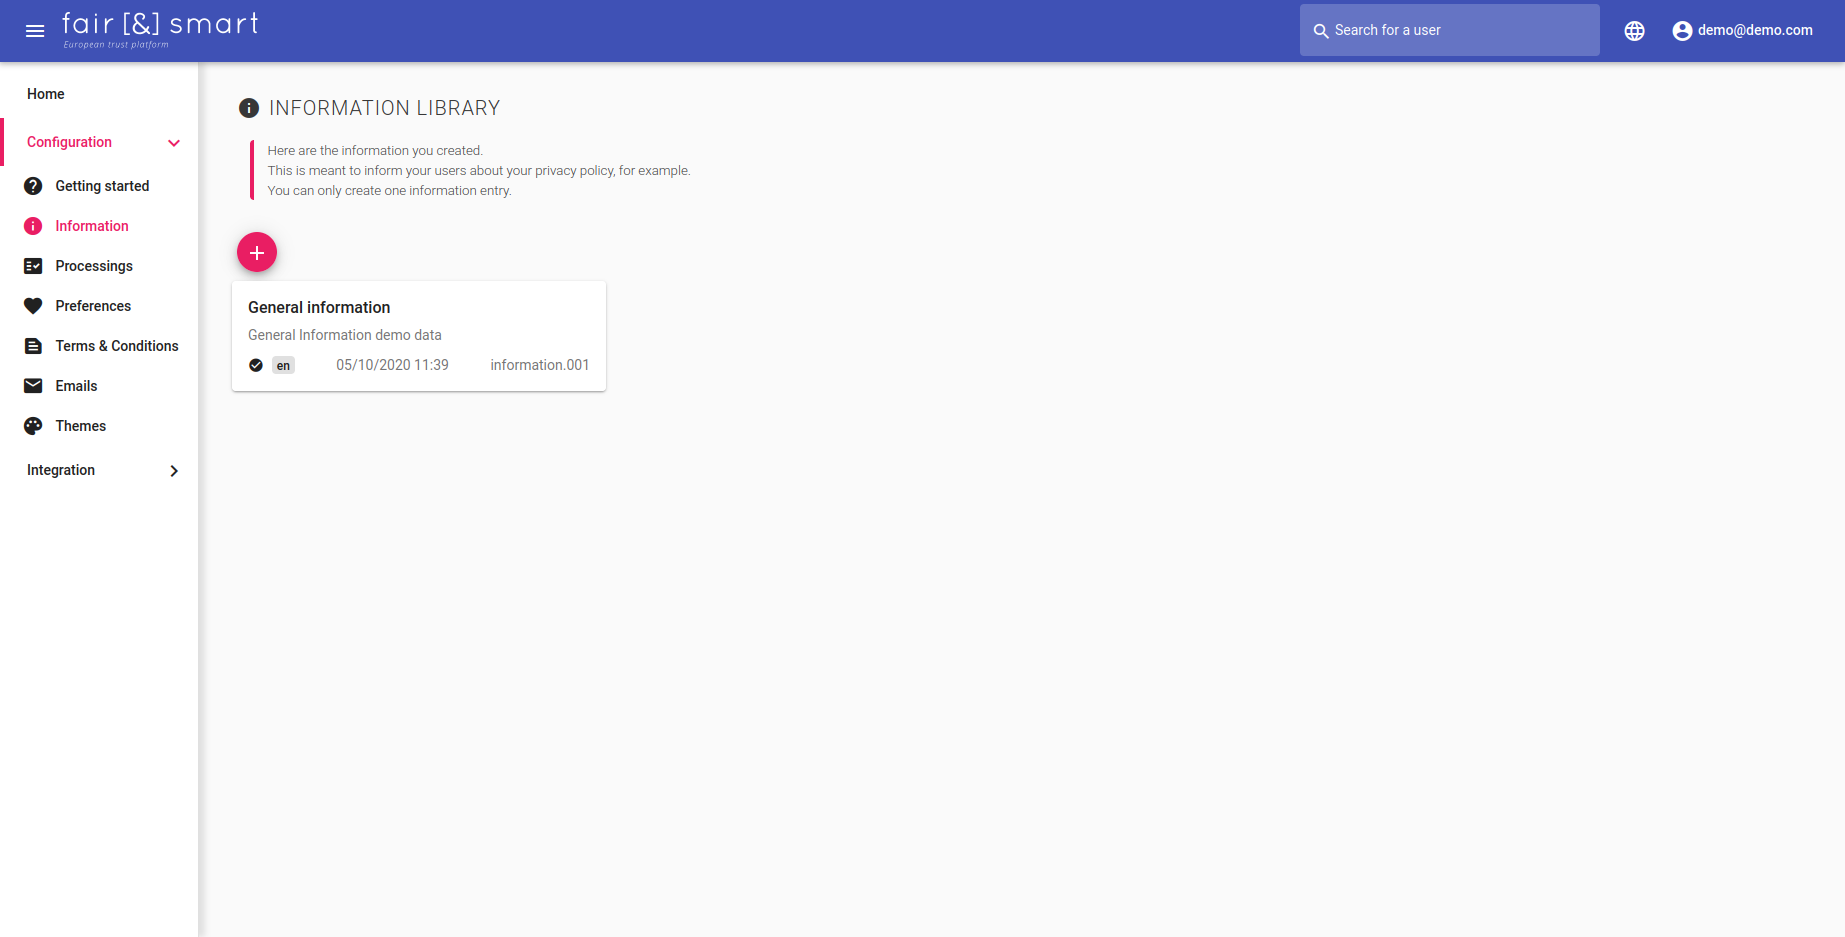 fair [&] smart
European trust platform
Search for a user
demo@demo.com
Home
Configuration
Getting started
Information
Processings
Preferences
Terms & Conditions
Emails
Themes
Integration
INFORMATION LIBRARY
Here are the information you created.
This is meant to inform your users about your privacy policy, for example.
You can only create one information entry.
General information
General Information demo data
en 05/10/2020 11:39 information.001